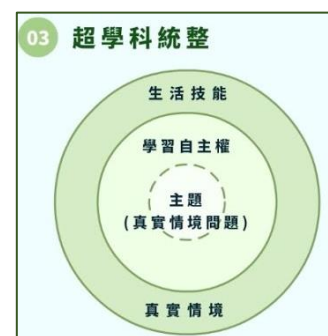 03 超學科統整
生活技能
學習自主權
主題
(真實情境問題)
真實情境